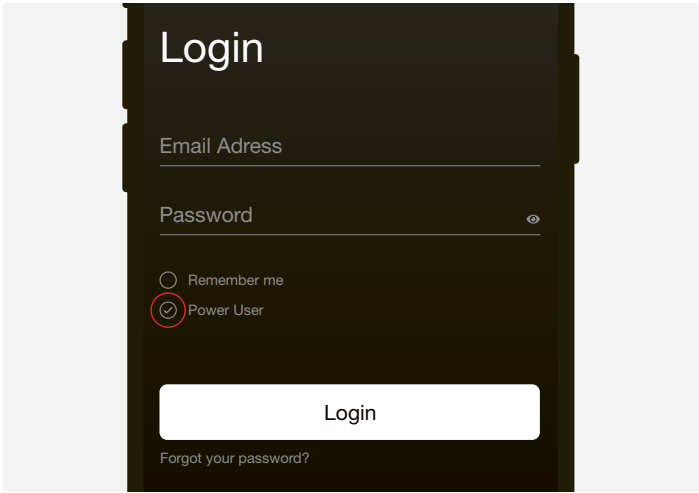 Login
Email Adress
Password
Remember me
Power User
Login
Forgot your password?